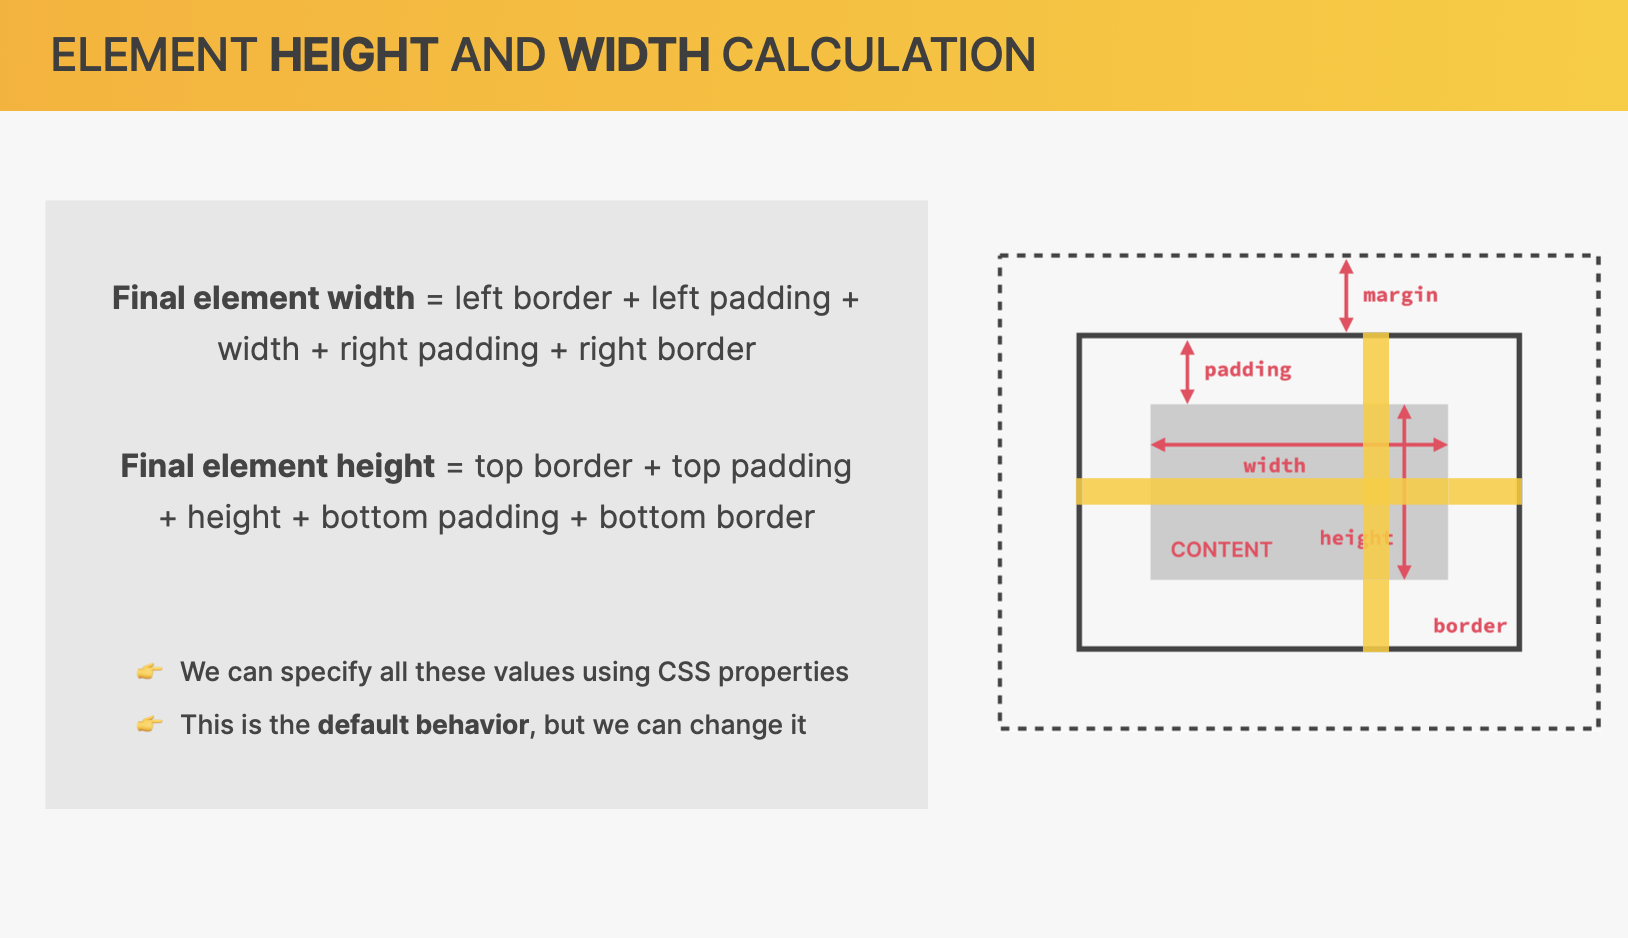 ELEMENT HEIGHT AND WIDTH CALCULATION
Final element width = left border + left padding +
width + right padding + right border
Final element height = top border + top padding
+ height + bottom padding + bottom border
👉 We can specify all these values using CSS properties
👉 This is the default behavior, but we can change it
margin
padding
width
height
CONTENT
border